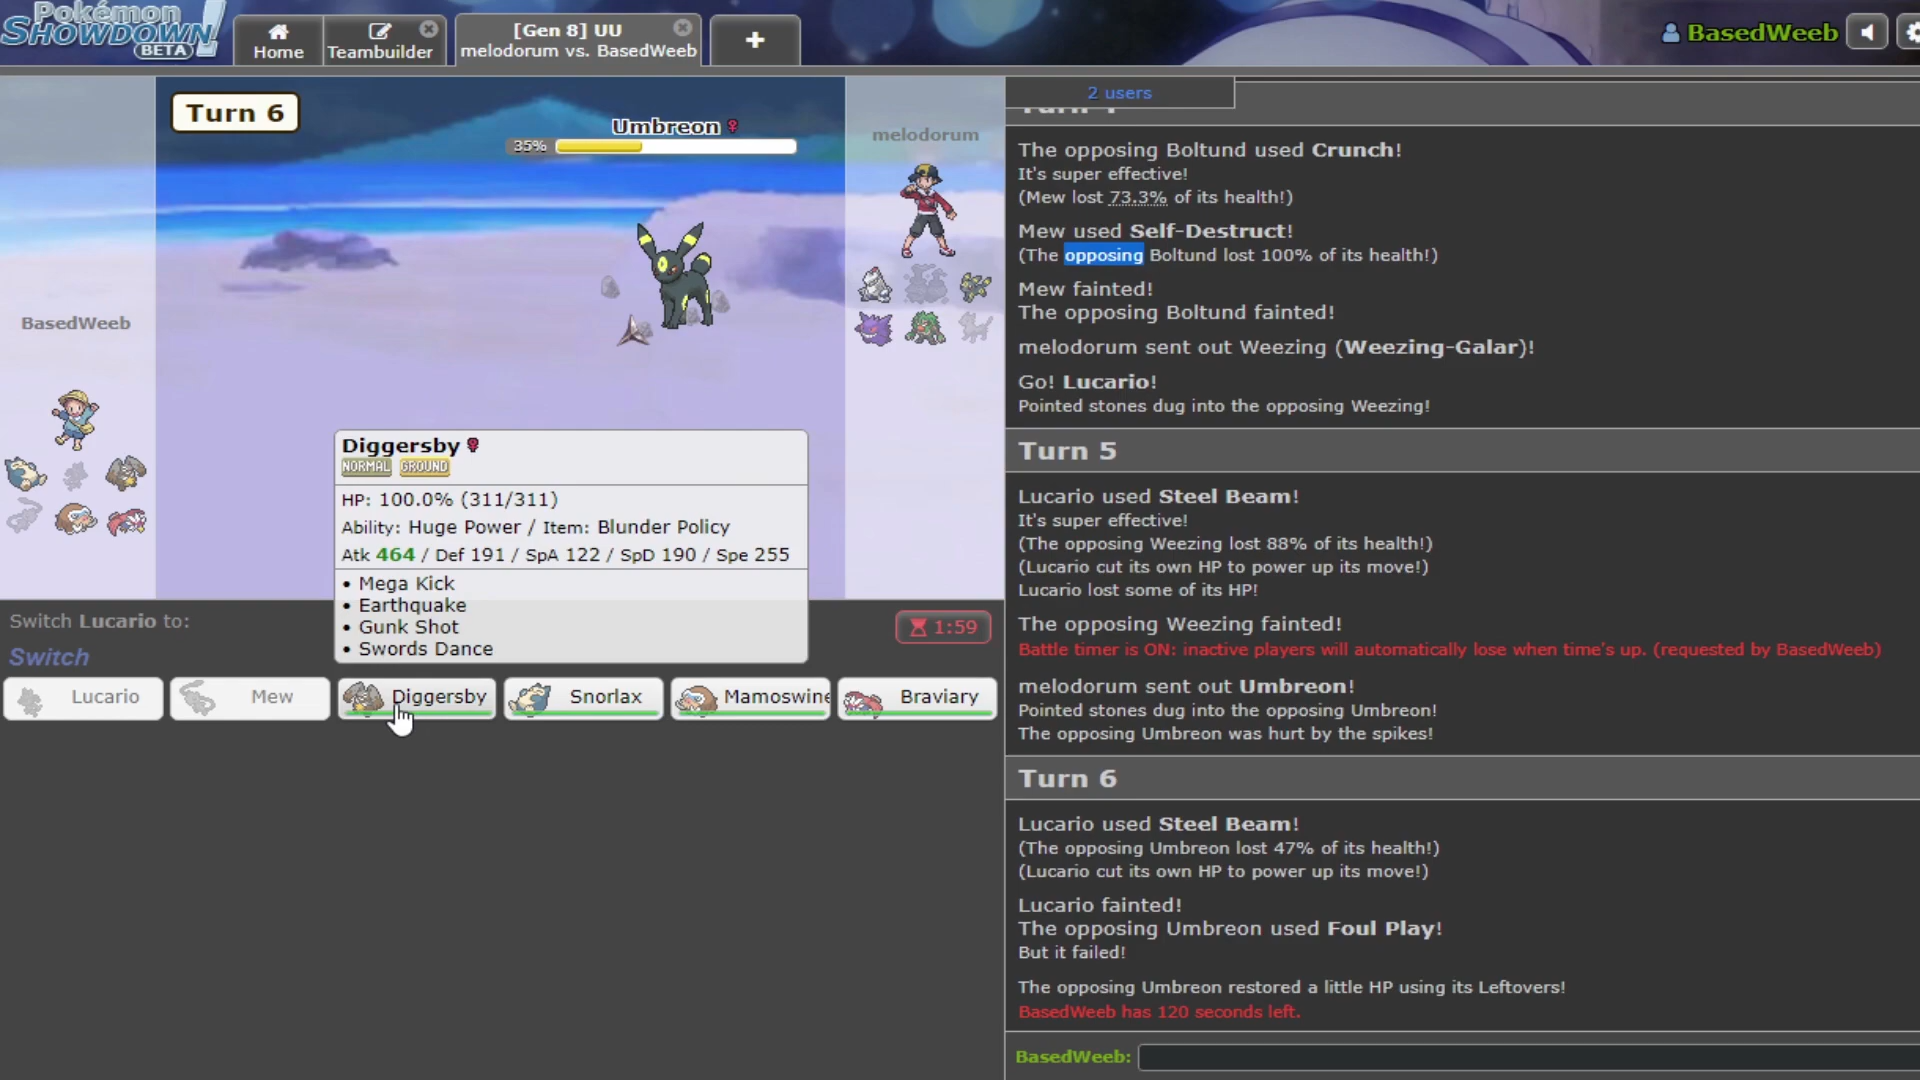 Pokémon
SHOWDOWN!
BETA
Home
Teambuilder
[Gen 8] UU
melodorum vs. BasedWeeb
+
BasedWeeb
Turn 6
Umbreon ♀
35%
melodorum
BasedWeeb
Diggersby ♀
NORMAL GROUND
HP: 100.0% (311/311)
Ability: Huge Power / Item: Blunder Policy
Atk 464 / Def 191 / SpA 122 / SpD 190 / Spe 255
• Mega Kick
• Earthquake
• Gunk Shot
• Swords Dance
Switch Lucario to:
1:59
Switch
Lucario
Mew
Diggersby
Snorlax
Mamoswine
Braviary
2 users
The opposing Boltund used Crunch!
It's super effective!
(Mew lost 73.3% of its health!)
Mew used Self-Destruct!
(The opposing Boltund lost 100% of its health!)
Mew fainted!
The opposing Boltund fainted!
melodorum sent out Weezing (Weezing-Galar)!
Go! Lucario!
Pointed stones dug into the opposing Weezing!
Turn 5
Lucario used Steel Beam!
It's super effective!
(The opposing Weezing lost 88% of its health!)
(Lucario cut its own HP to power up its move!)
Lucario lost some of its HP!
The opposing Weezing fainted!
Battle timer is ON: inactive players will automatically lose when time's up. (requested by BasedWeeb)
melodorum sent out Umbreon!
Pointed stones dug into the opposing Umbreon!
The opposing Umbreon was hurt by the spikes!
Turn 6
Lucario used Steel Beam!
(The opposing Umbreon lost 47% of its health!)
(Lucario cut its own HP to power up its move!)
Lucario fainted!
The opposing Umbreon used Foul Play!
But it failed!
The opposing Umbreon restored a little HP using its Leftovers!
BasedWeeb has 120 seconds left.
BasedWeeb: